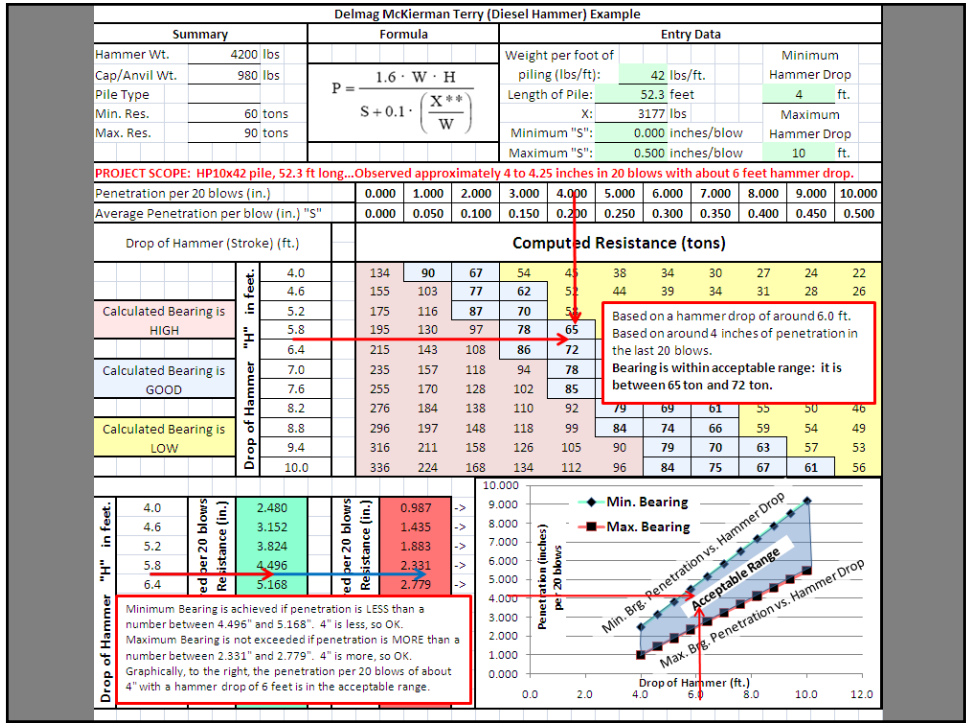 Delmag McKierman Terry (Diesel Hammer) Example
Summary Formula Entry Data
Hammer Wt. 4200 lbs
Cap/Anvil Wt. 980 lbs
Pile Type
Min. Res. 60 tons
Max. Res. 90 tons
P = 1.6 · W · H
S + 0.1 · ( X** / W )
Weight per foot of
piling (lbs/ft): 42 lbs/ft.
Length of Pile: 52.3 feet
X: 3177 lbs
Minimum "S": 0.000 inches/blow
Maximum "S": 0.500 inches/blow
Minimum
Hammer Drop
4 ft.
Maximum
Hammer Drop
10 ft.
PROJECT SCOPE: HP10x42 pile, 52.3 ft long...Observed approximately 4 to 4.25 inches in 20 blows with about 6 feet hammer drop.
Penetration per 20 blows (in.) 0.000 1.000 2.000 3.000 4.000 5.000 6.000 7.000 8.000 9.000 10.000
Average Penetration per blow (in.) "S" 0.000 0.050 0.100 0.150 0.200 0.250 0.300 0.350 0.400 0.450 0.500
Drop of Hammer (Stroke) (ft.) Computed Resistance (tons)
Calculated Bearing is
HIGH
Calculated Bearing is
GOOD
Calculated Bearing is
LOW
Drop of Hammer "H" in feet.
4.0 134 90 67 54 45 38 34 30 27 24 22
4.6 155 103 77 62 52 44 39 34 31 28 26
5.2 175 116 87 70
5.8 195 130 97 78 65
6.4 215 143 108 86 72
7.0 235 157 118 94 78
7.6 255 170 128 102 85
8.2 276 184 138 110 92 79 69 61 55 50 46
8.8 296 197 148 118 99 84 74 66 59 54 49
9.4 316 211 158 126 105 90 79 70 63 57 53
10.0 336 224 168 134 112 96 84 75 67 61 56
Based on a hammer drop of around 6.0 ft.
Based on around 4 inches of penetration in
the last 20 blows.
Bearing is within acceptable range: it is
between 65 ton and 72 ton.
Drop of Hammer "H" in feet.
ed per 20 blows
Resistance (in.)
ed per 20 blows
Resistance (in.)
4.0 2.480 0.987 ->
4.6 3.152 1.435 ->
5.2 3.824 1.883 ->
5.8 4.496 2.331 ->
6.4 5.168 2.779 ->
Minimum Bearing is achieved if penetration is LESS than a
number between 4.496" and 5.168". 4" is less, so OK.
Maximum Bearing is not exceeded if penetration is MORE than a
number between 2.331" and 2.779". 4" is more, so OK.
Graphically, to the right, the penetration per 20 blows of about
4" with a hammer drop of 6 feet is in the acceptable range.
Penetration (inches)
per 20 blows
10.000
9.000
8.000
7.000
6.000
5.000
4.000
3.000
2.000
1.000
0.000
Min. Bearing
Max. Bearing
Min. Brg. Penetration vs. Hammer Drop
Acceptable Range
Max. Brg. Penetration vs. Hammer Drop
Drop of Hammer (ft.)
0.0 2.0 4.0 6.0 8.0 10.0 12.0